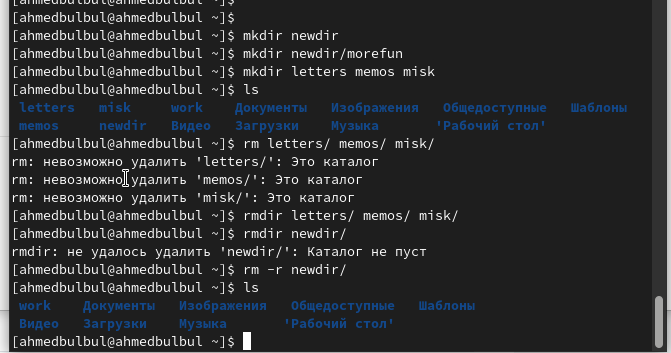 [ahmedbulbul@ahmedbulbul ~]$
[ahmedbulbul@ahmedbulbul ~]$ mkdir newdir
[ahmedbulbul@ahmedbulbul ~]$ mkdir newdir/morefun
[ahmedbulbul@ahmedbulbul ~]$ mkdir letters memos misk
[ahmedbulbul@ahmedbulbul ~]$ ls
letters misk work Документы Изображения Общедоступные Шаблоны
memos newdir Видео Загрузки Музыка 'Рабочий стол'
[ahmedbulbul@ahmedbulbul ~]$ rm letters/ memos/ misk/
rm: невозможно удалить 'letters/': Это каталог
rm: невозможно удалить 'memos/': Это каталог
rm: невозможно удалить 'misk/': Это каталог
[ahmedbulbul@ahmedbulbul ~]$ rmdir letters/ memos/ misk/
[ahmedbulbul@ahmedbulbul ~]$ rmdir newdir/
rmdir: не удалось удалить 'newdir/': Каталог не пуст
[ahmedbulbul@ahmedbulbul ~]$ rm -r newdir/
[ahmedbulbul@ahmedbulbul ~]$ ls
work Документы Изображения Общедоступные Шаблоны
Видео Загрузки Музыка 'Рабочий стол'
[ahmedbulbul@ahmedbulbul ~]$